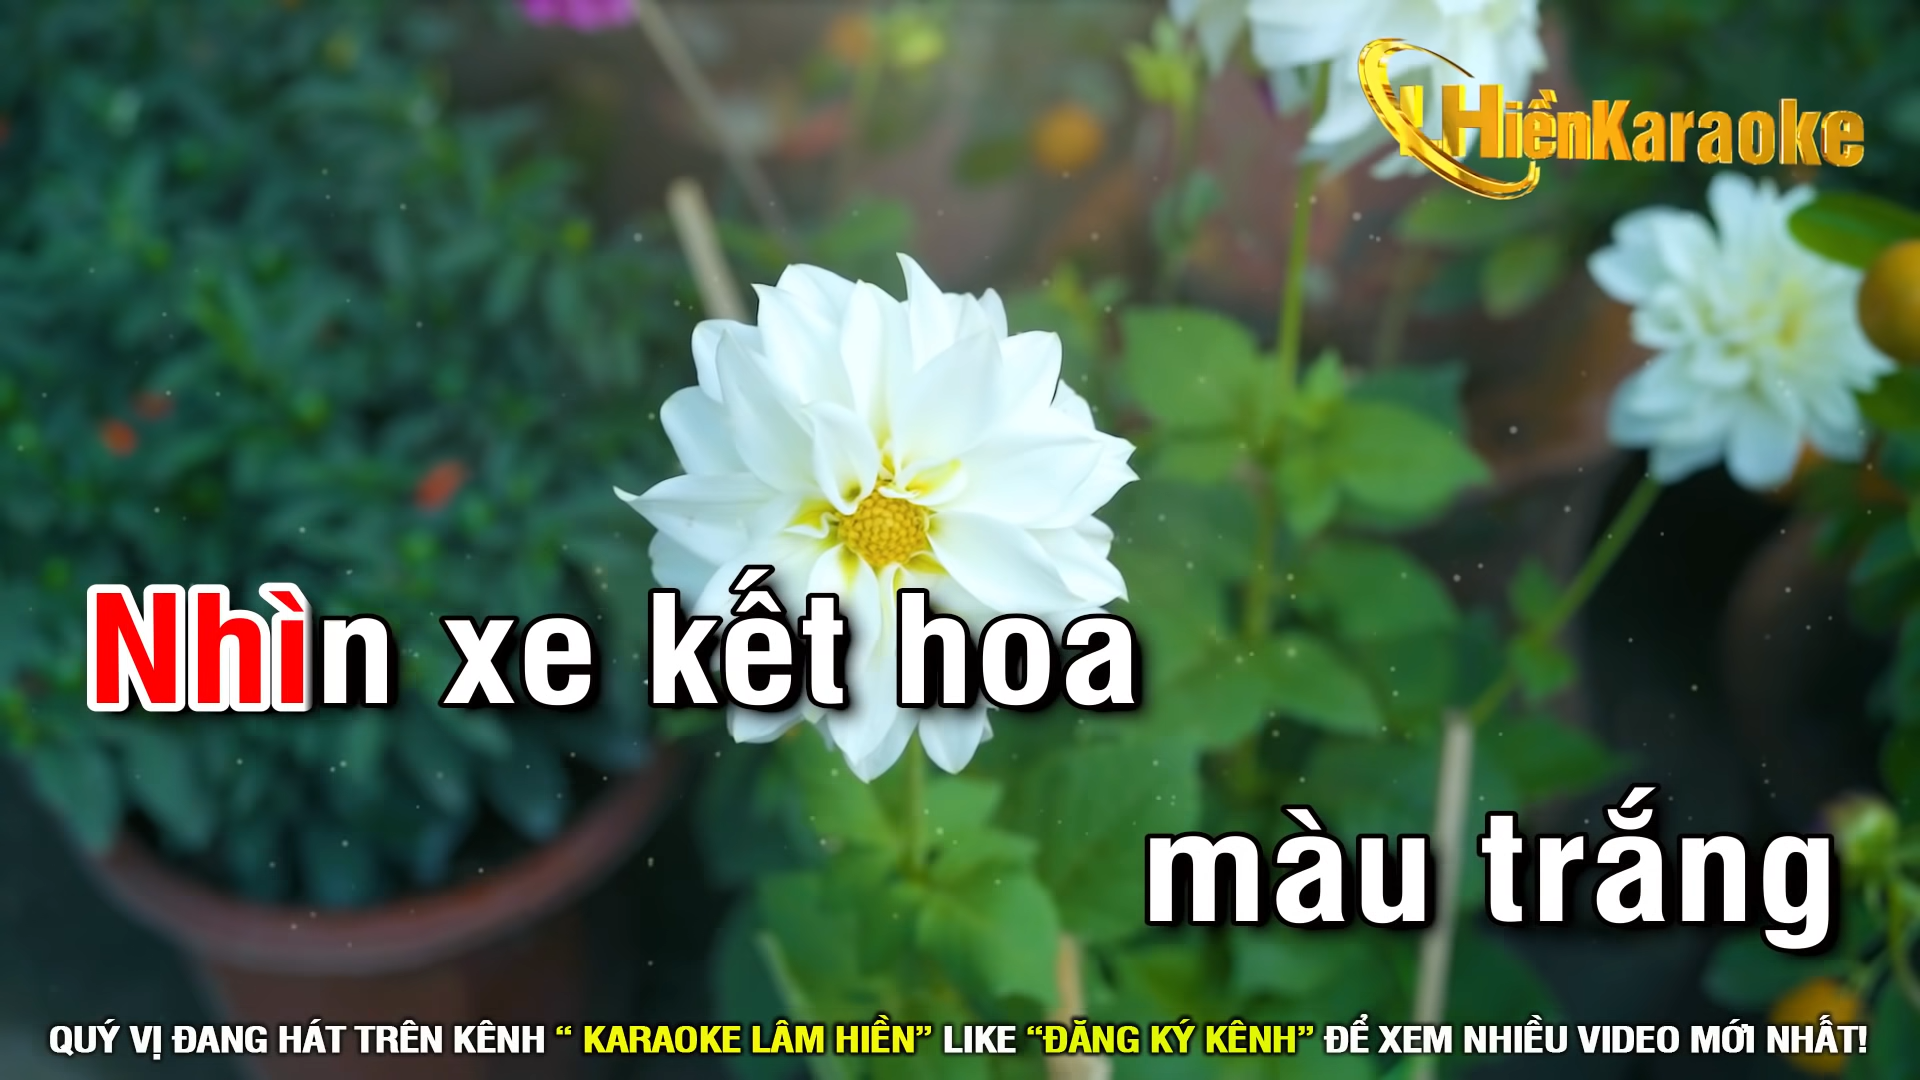 LHiềnKaraoke
Nhìn xe kết hoa
màu trắng
QUÝ VỊ ĐANG HÁT TRÊN KÊNH “ KARAOKE LÂM HIỀN” LIKE “ĐĂNG KÝ KÊNH” ĐỂ XEM NHIỀU VIDEO MỚI NHẤT!